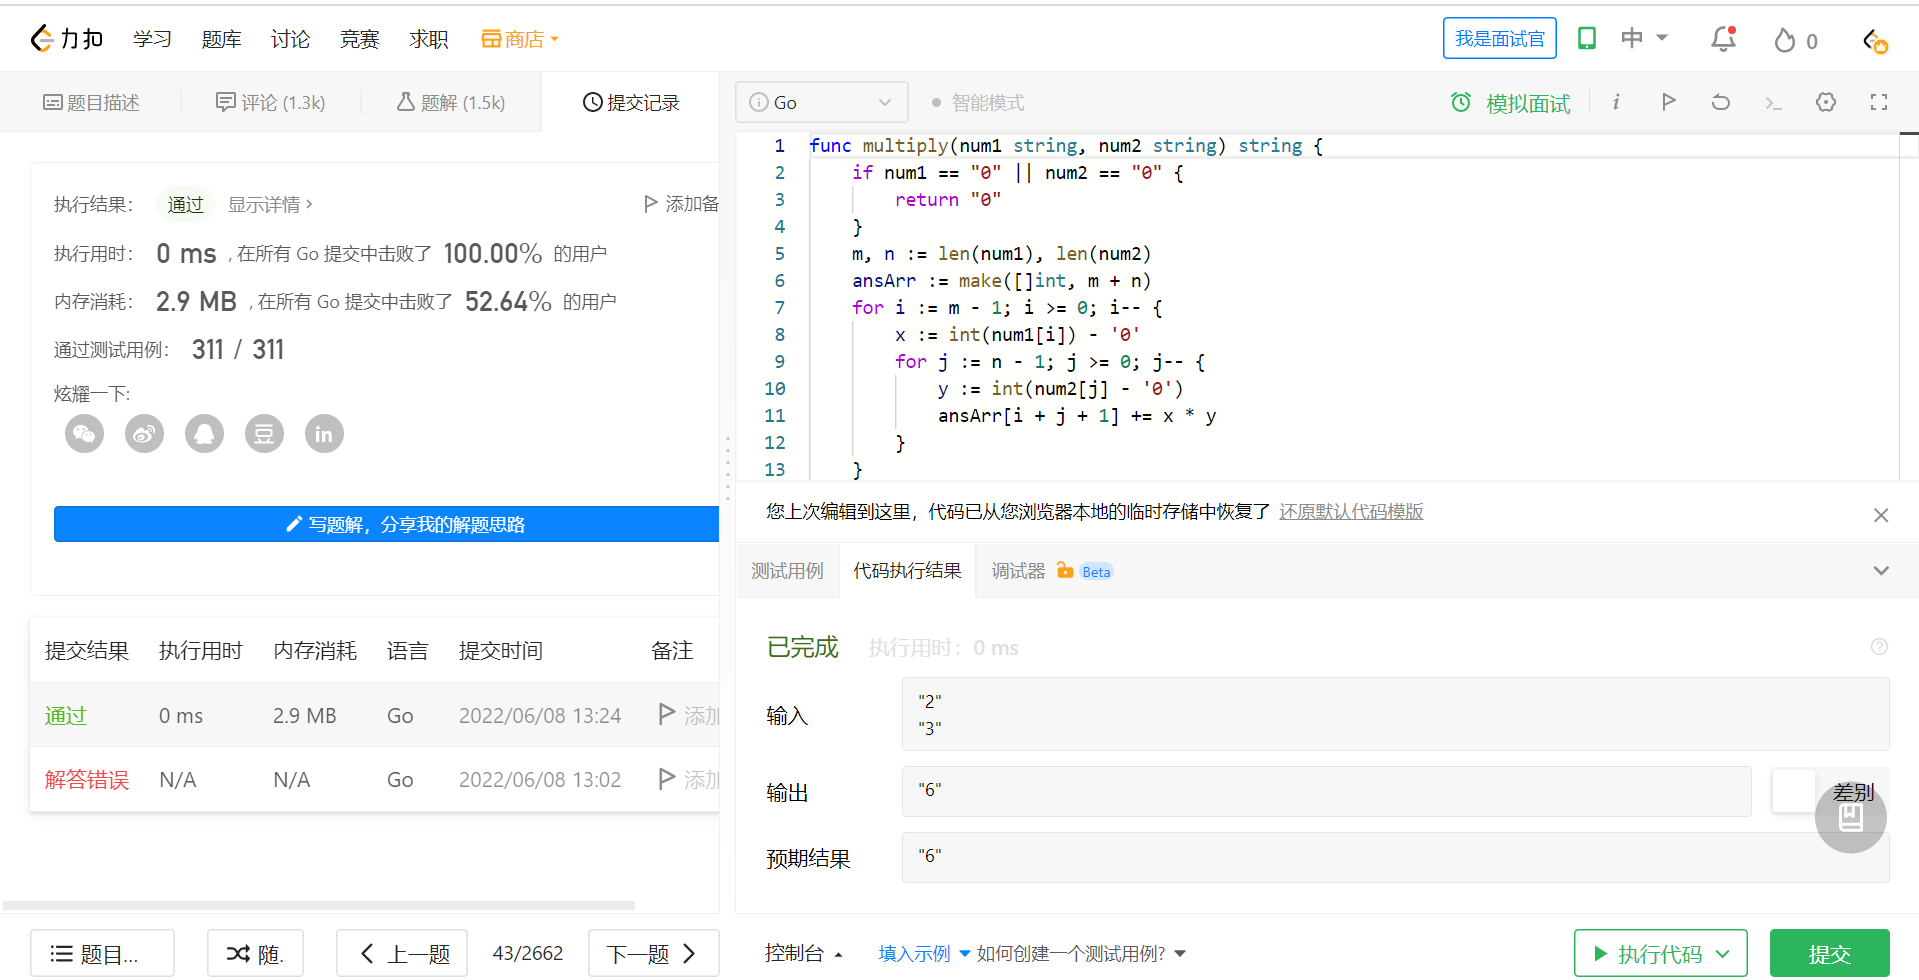 力扣 学习 题库 讨论 竞赛 求职 商店 我是面试官 中 0
题目描述 评论 (1.3k) 题解 (1.5k) 提交记录
执行结果： 通过 显示详情 › 添加备
执行用时： 0 ms , 在所有 Go 提交中击败了 100.00% 的用户
内存消耗： 2.9 MB , 在所有 Go 提交中击败了 52.64% 的用户
通过测试用例： 311 / 311
炫耀一下:
豆 in
写题解，分享我的解题思路
提交结果 执行用时 内存消耗 语言 提交时间 备注
通过 0 ms 2.9 MB Go 2022/06/08 13:24 添加
解答错误 N/A N/A Go 2022/06/08 13:02 添加
题目... 随. 上一题 43/2662 下一题
Go 智能模式 模拟面试 i
1 func multiply(num1 string, num2 string) string {
2 if num1 == "0" || num2 == "0" {
3 return "0"
4 }
5 m, n := len(num1), len(num2)
6 ansArr := make([]int, m + n)
7 for i := m - 1; i >= 0; i-- {
8 x := int(num1[i]) - '0'
9 for j := n - 1; j >= 0; j-- {
10 y := int(num2[j] - '0')
11 ansArr[i + j + 1] += x * y
12 }
13 }
您上次编辑到这里，代码已从您浏览器本地的临时存储中恢复了 还原默认代码模版
测试用例 代码执行结果 调试器 Beta
已完成 执行用时：0 ms
输入
"2"
"3"
输出 "6" 差别
预期结果 "6"
控制台 填入示例 如何创建一个测试用例? 执行代码 提交